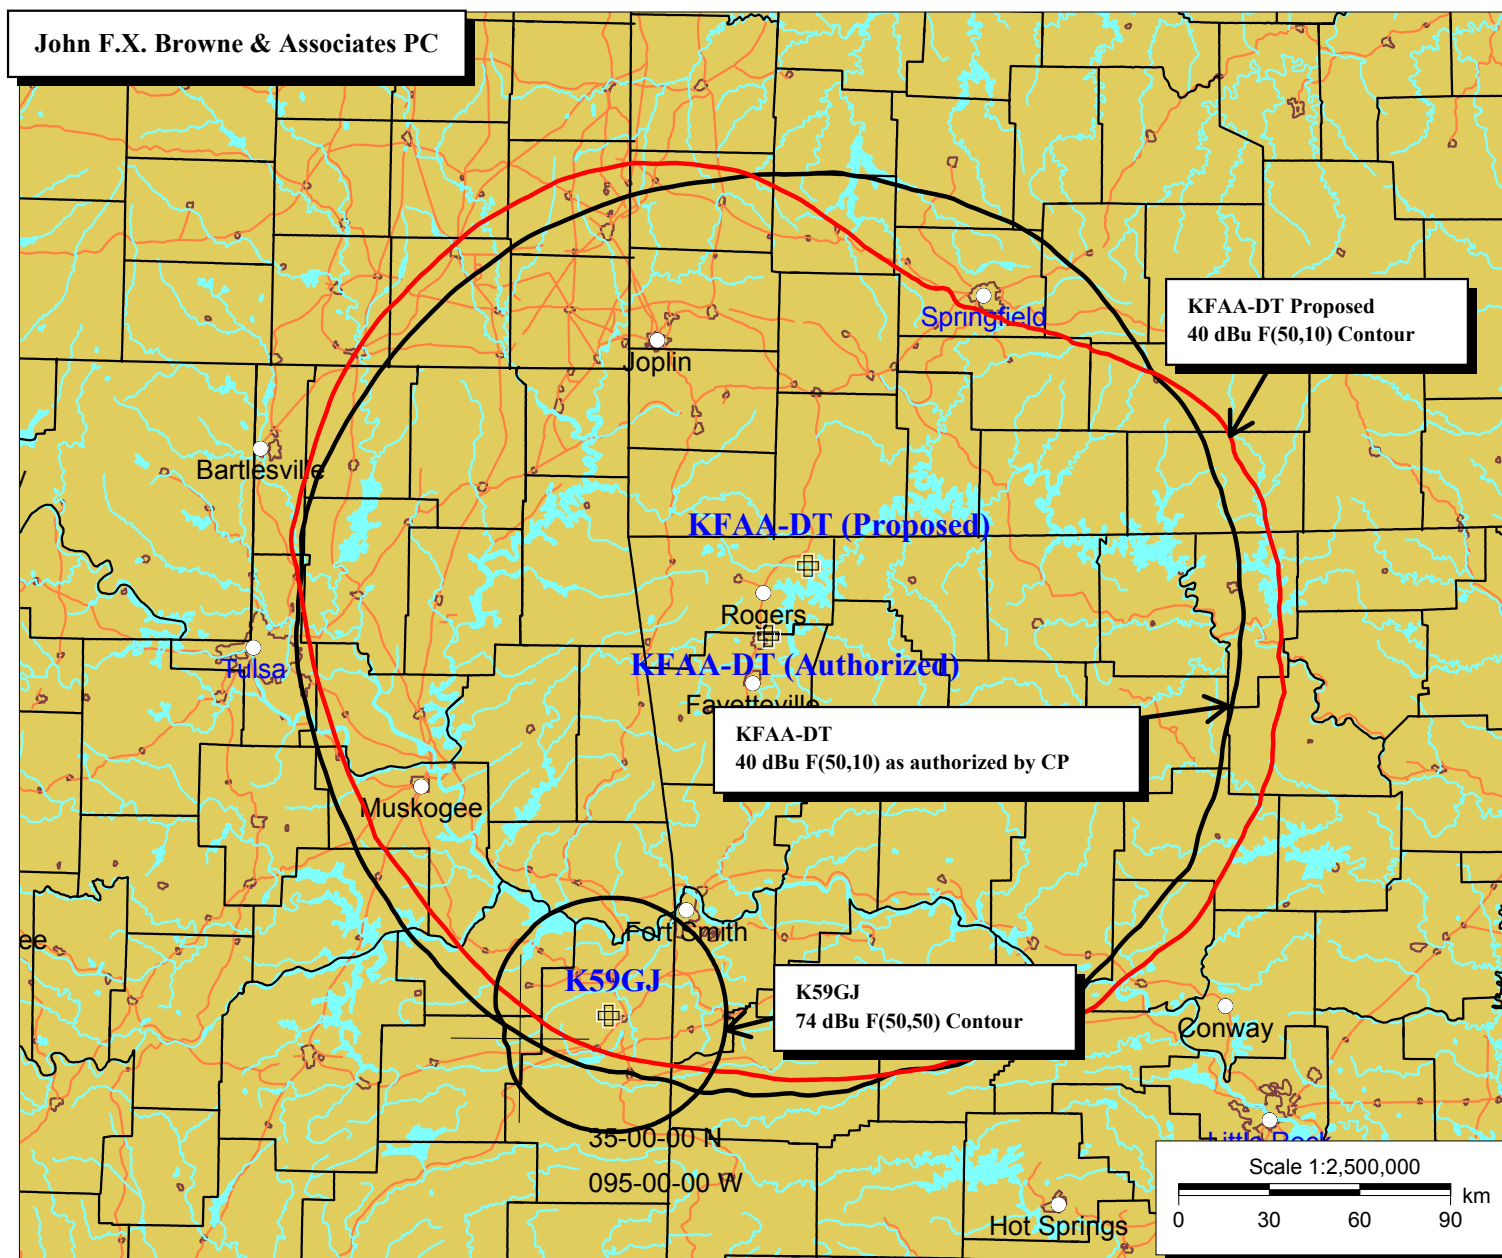 John F.X. Browne & Associates PC
KFAA-DT Proposed
40 dBu F(50,10) Contour
Springfield
Joplin
Bartlesville
y
KFAA-DT (Proposed)
Rogers
KFAA-DT (Authorized)
Tulsa
Fayetteville
KFAA-DT
40 dBu F(50,10) as authorized by CP
Muskogee
Fort Smith
ee
K59GJ
K59GJ
74 dBu F(50,50) Contour
Conway
Little Rock
35-00-00 N
095-00-00 W
Hot Springs
Scale 1:2,500,000
km
0 30 60 90